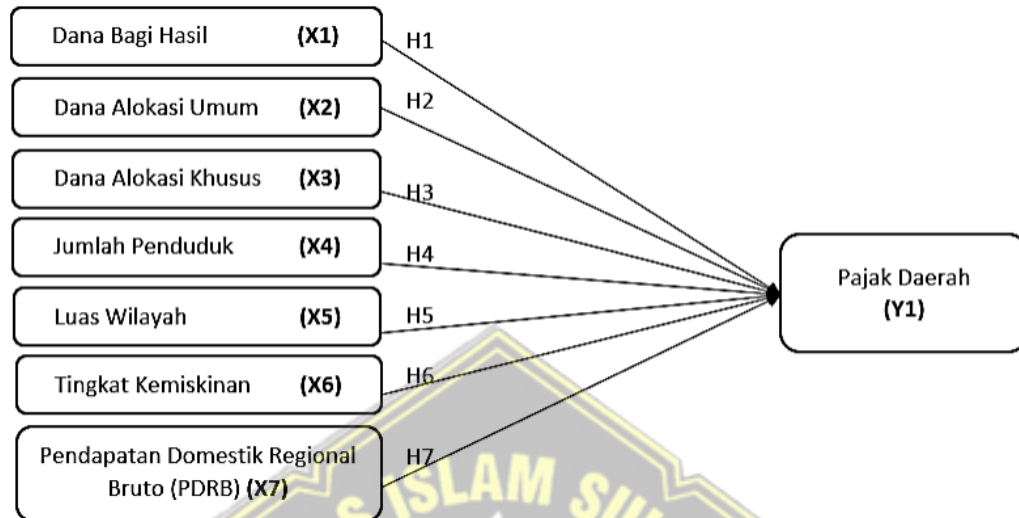 Dana Bagi Hasil (X1)
H1
Dana Alokasi Umum (X2)
H2
Dana Alokasi Khusus (X3)
H3
Jumlah Penduduk (X4)
H4
Luas Wilayah (X5)
H5
Tingkat Kemiskinan (X6)
H6
Pendapatan Domestik Regional
Bruto (PDRB) (X7)
H7
Pajak Daerah
(Y1)
ISLAM